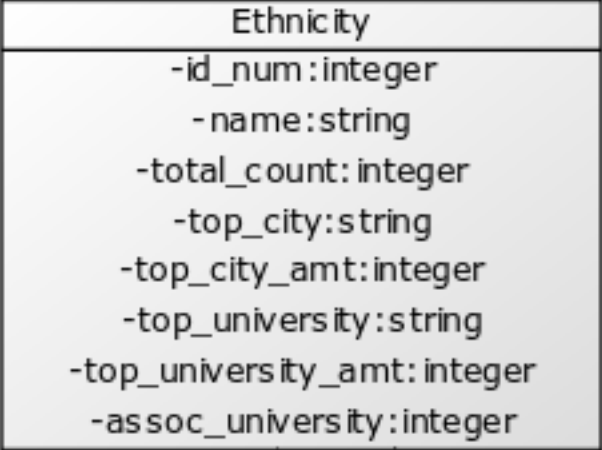 Ethnicity
-id_num:integer
-name:string
-total_count:integer
-top_city:string
-top_city_amt:integer
-top_university:string
-top_university_amt:integer
-assoc_university:integer